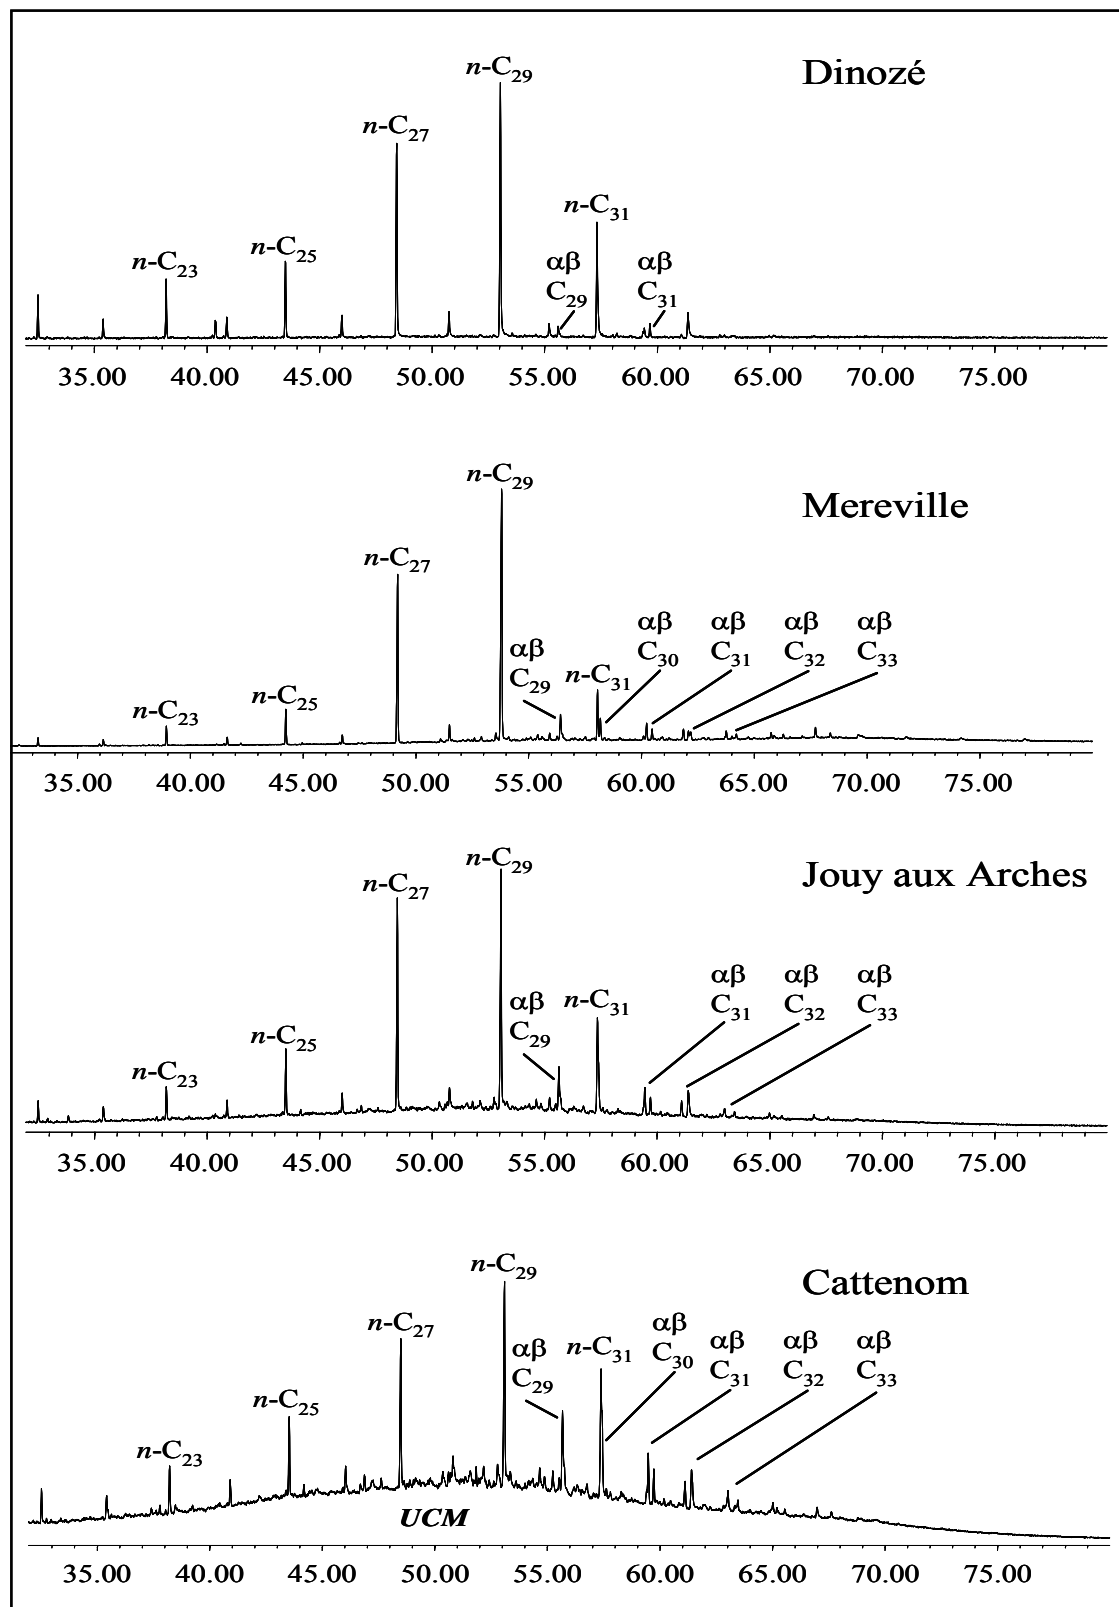 Dinozé
n-C₂₉
n-C₂₇
n-C₃₁
n-C₂₅
n-C₂₃
αβ
C₂₉
αβ
C₃₁
35.00 40.00 45.00 50.00 55.00 60.00 65.00 70.00 75.00
Mereville
n-C₂₉
n-C₂₇
αβ
C₂₉
n-C₃₁
αβ
C₃₀
αβ
C₃₁
αβ
C₃₂
αβ
C₃₃
n-C₂₅
n-C₂₃
35.00 40.00 45.00 50.00 55.00 60.00 65.00 70.00 75.00
Jouy aux Arches
n-C₂₉
n-C₂₇
αβ
C₂₉
n-C₃₁
αβ
C₃₁
αβ
C₃₂
αβ
C₃₃
n-C₂₅
n-C₂₃
35.00 40.00 45.00 50.00 55.00 60.00 65.00 70.00 75.00
Cattenom
n-C₂₉
n-C₂₇
αβ
C₂₉
n-C₃₁
αβ
C₃₀
αβ
C₃₁
αβ
C₃₂
αβ
C₃₃
n-C₂₅
n-C₂₃
UCM
35.00 40.00 45.00 50.00 55.00 60.00 65.00 70.00 75.00